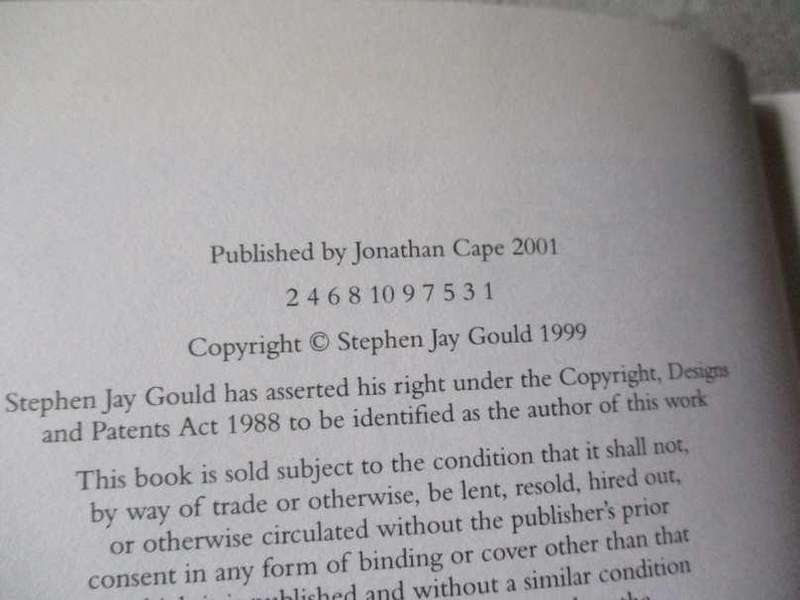 Published by Jonathan Cape 2001
2 4 6 8 10 9 7 5 3 1
Copyright © Stephen Jay Gould 1999
Stephen Jay Gould has asserted his right under the Copyright, Designs
and Patents Act 1988 to be identified as the author of this work
This book is sold subject to the condition that it shall not,
by way of trade or otherwise, be lent, resold, hired out,
or otherwise circulated without the publisher's prior
consent in any form of binding or cover other than that
published and without a similar condition
the